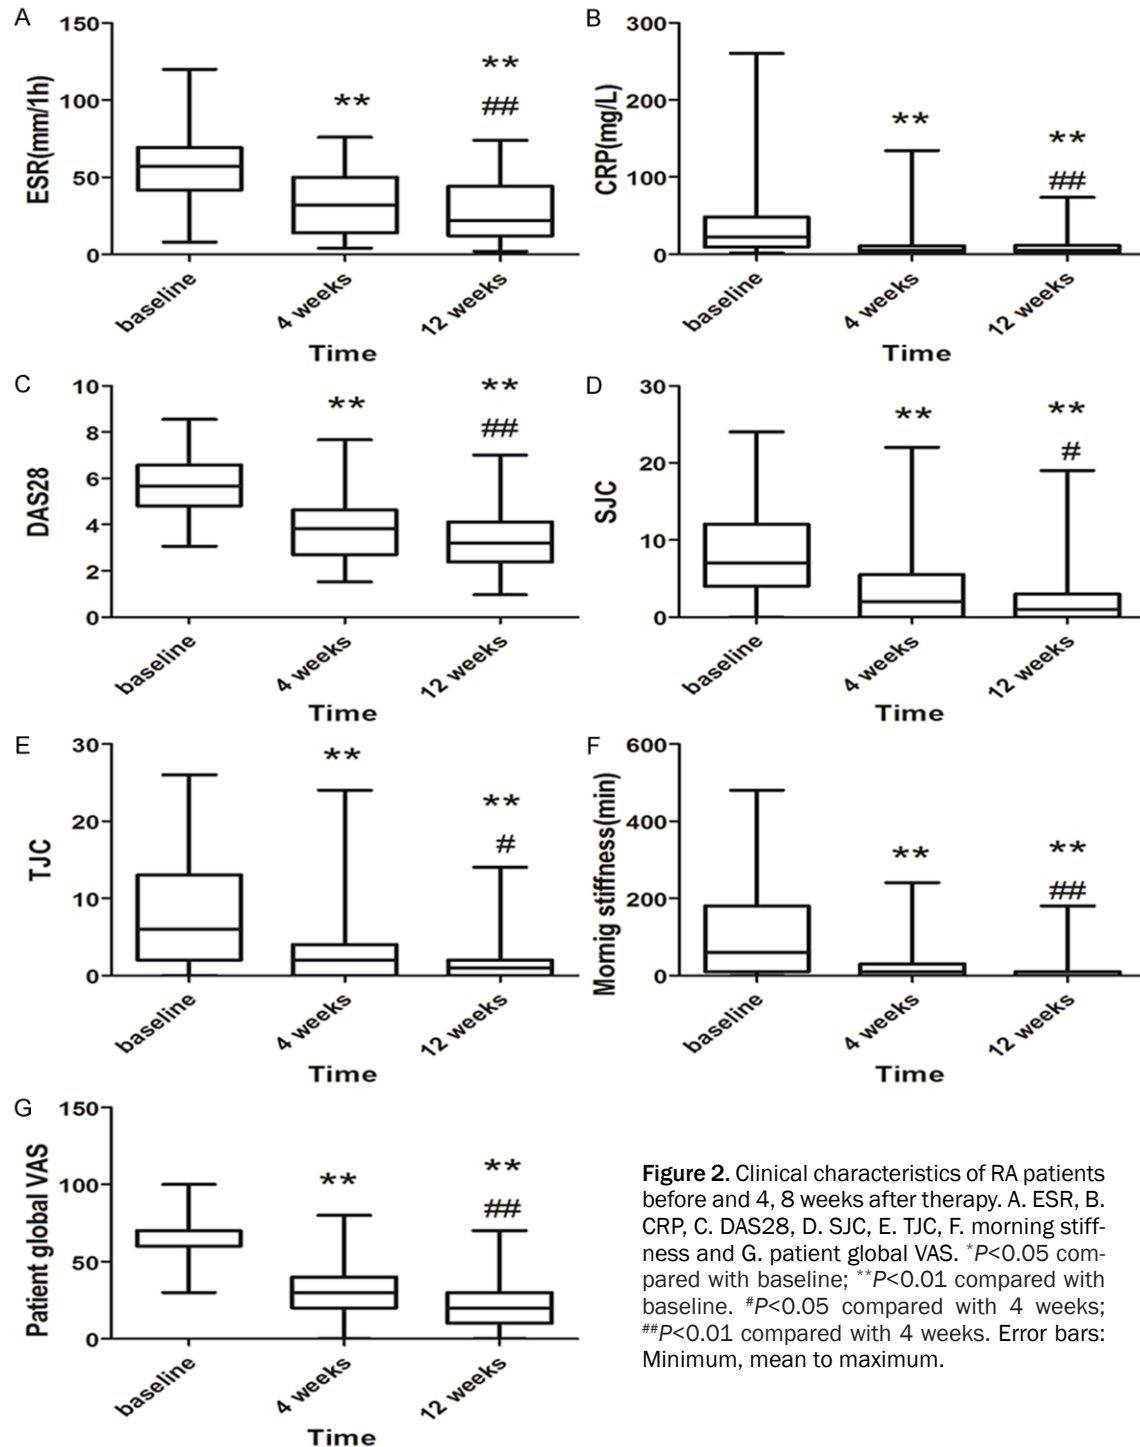 A
150
100
50
0
ESR(mm/1h)
**
**
##
baseline
4 weeks
12 weeks
Time
B
300
200
100
0
CRP(mg/L)
**
**
##
baseline
4 weeks
12 weeks
Time
C
10
8
6
4
2
0
DAS28
**
**
##
baseline
4 weeks
12 weeks
Time
D
30
20
10
0
SJC
**
**
#
baseline
4 weeks
12 weeks
Time
E
30
20
10
0
TJC
**
**
#
baseline
4 weeks
12 weeks
Time
F
600
400
200
0
Mornig stiffness(min)
**
**
##
baseline
4 weeks
12 weeks
Time
G
150
100
50
0
Patient global VAS
**
**
##
baseline
4 weeks
12 weeks
Time
Figure 2. Clinical characteristics of RA patients
before and 4, 8 weeks after therapy. A. ESR, B.
CRP, C. DAS28, D. SJC, E. TJC, F. morning stiff-
ness and G. patient global VAS. *P<0.05 com-
pared with baseline; **P<0.01 compared with
baseline. #P<0.05 compared with 4 weeks;
##P<0.01 compared with 4 weeks. Error bars:
Minimum, mean to maximum.